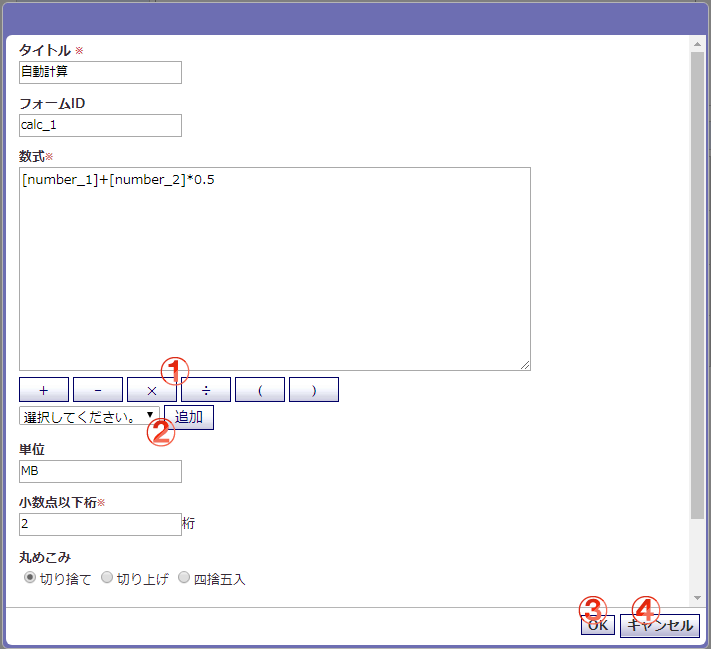 タイトル ※
自動計算
フォームID
calc_1
数式※
[number_1]+[number_2]*0.5
①
+ - × ÷ ( )
選択してください。 ▼ 追加
②
単位
MB
小数点以下桁※
2 桁
丸めこみ
切り捨て 切り上げ 四捨五入
③ ④
OK キャンセル